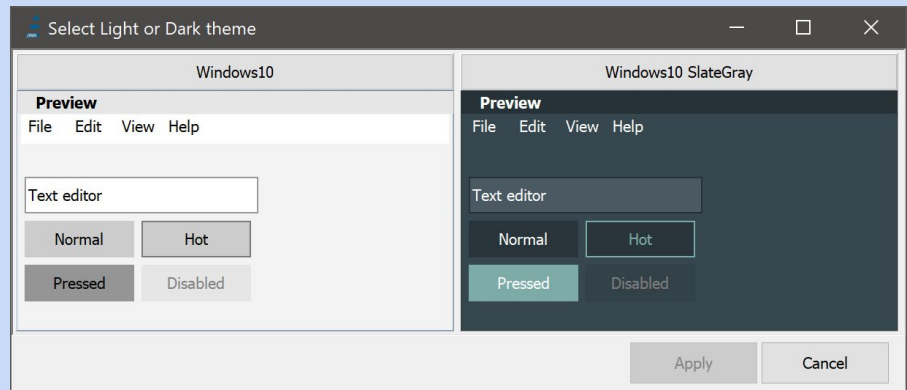 Select Light or Dark theme
Windows10
Windows10 SlateGray
Preview
File Edit View Help
Text editor
Normal Hot
Pressed Disabled
Preview
File Edit View Help
Text editor
Normal Hot
Pressed Disabled
Apply Cancel